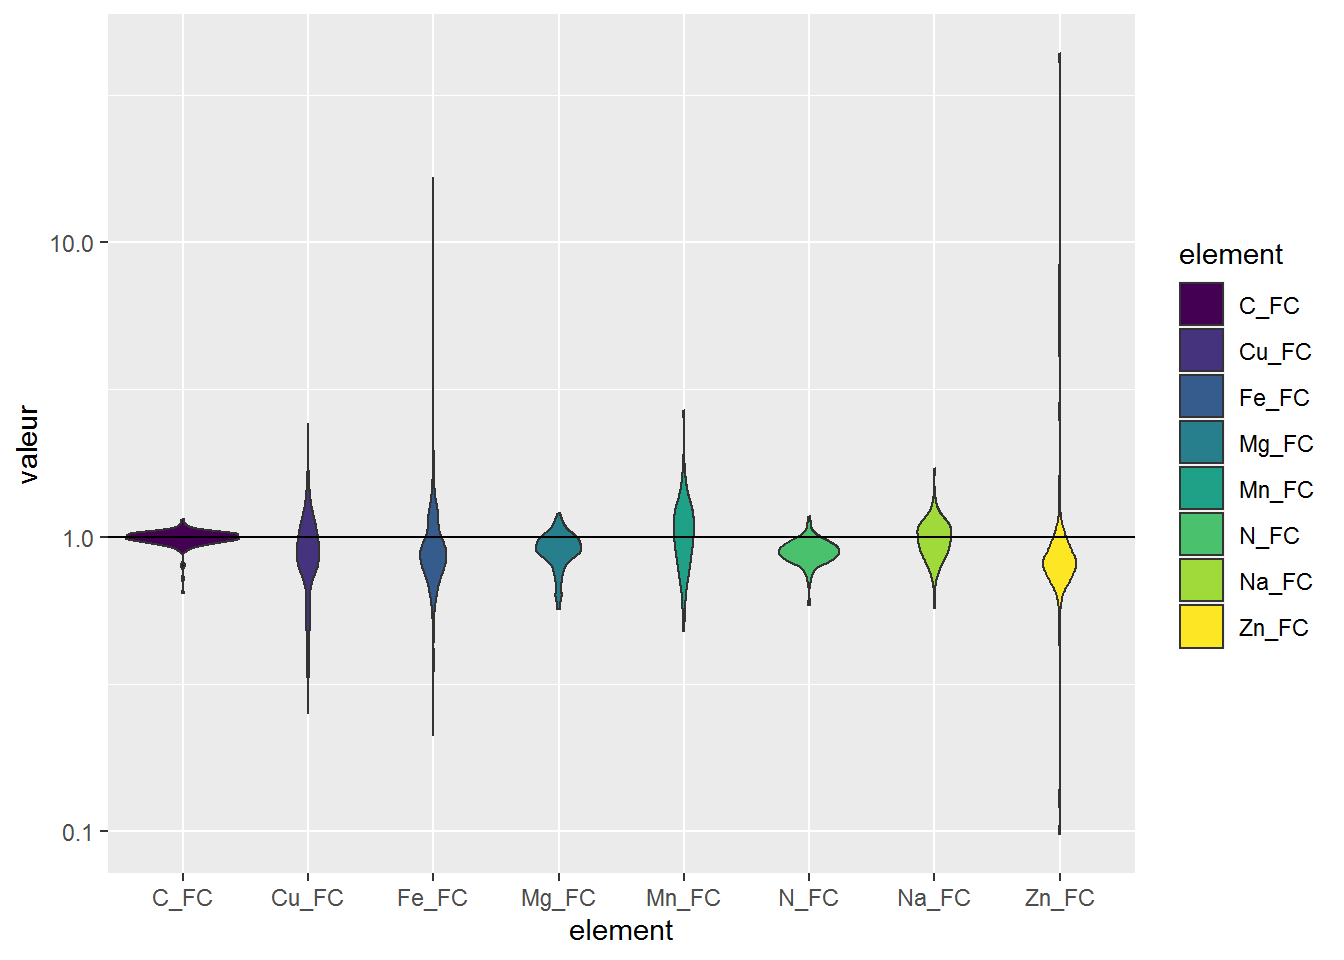 valeur
10.0
1.0
0.1
C_FC Cu_FC Fe_FC Mg_FC Mn_FC N_FC Na_FC Zn_FC
element
element
C_FC
Cu_FC
Fe_FC
Mg_FC
Mn_FC
N_FC
Na_FC
Zn_FC